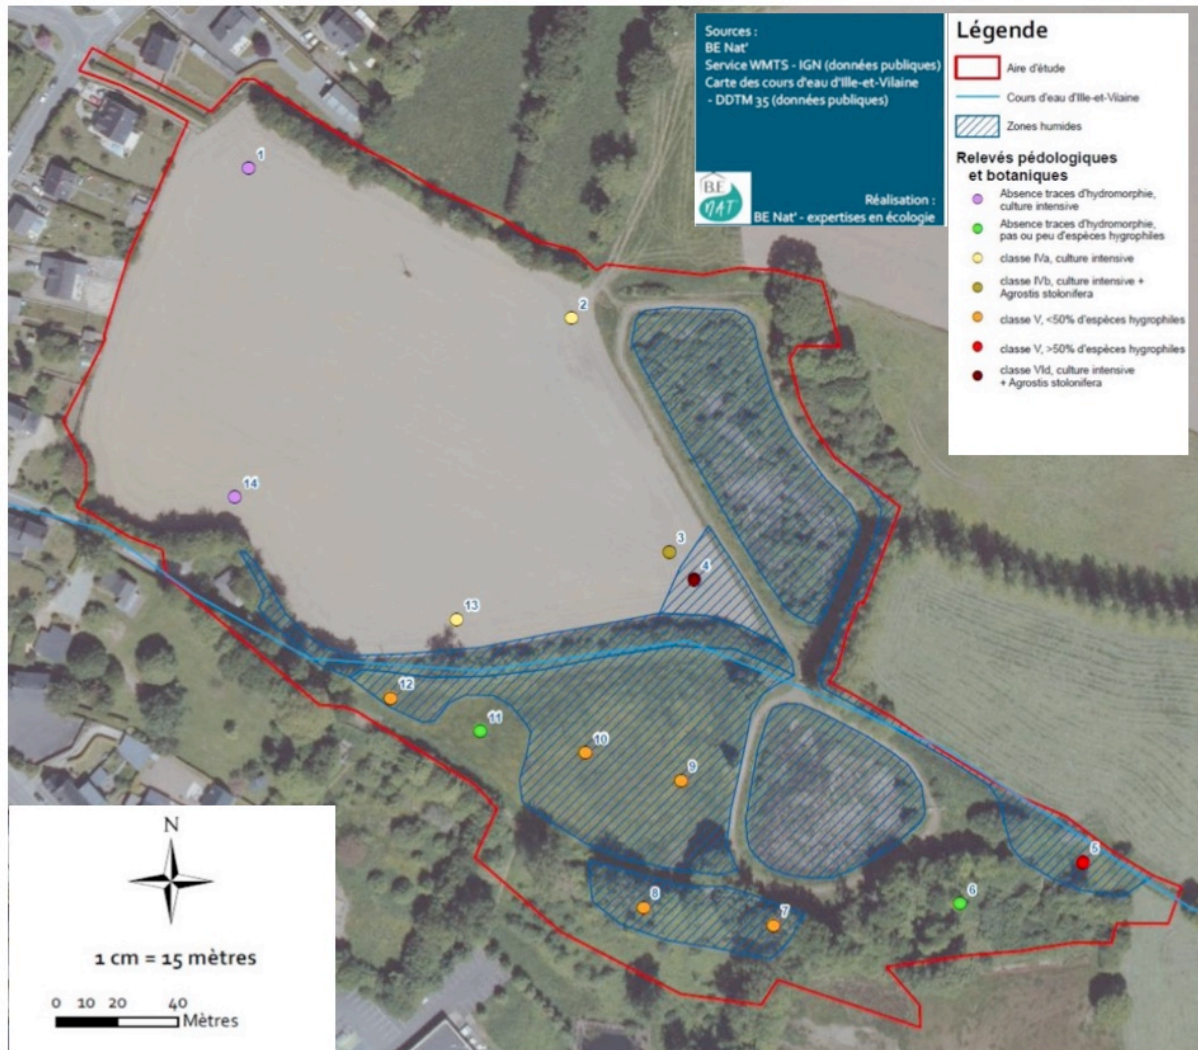 Sources :
BE Nat'
Service WMTS - IGN (données publiques)
Carte des cours d'eau d'Ille-et-Vilaine
- DDTM 35 (données publiques)
B.E
NAT'
Réalisation :
BE Nat' - expertises en écologie
Légende
Aire d'étude
Cours d'eau d'Ille-et-Vilaine
Zones humides
Relevés pédologiques
et botaniques
Absence traces d'hydromorphie,
culture intensive
Absence traces d'hydromorphie,
pas ou peu d'espèces hygrophiles
classe IVa, culture intensive
classe IVb, culture intensive +
Agrostis stolonifera
classe V, <50% d'espèces hygrophiles
classe V, >50% d'espèces hygrophiles
classe VId, culture intensive
+ Agrostis stolonifera
1
2
14
3
4
13
12
11
10
9
5
8
7
6
N
1 cm = 15 mètres
0 10 20 40
Mètres